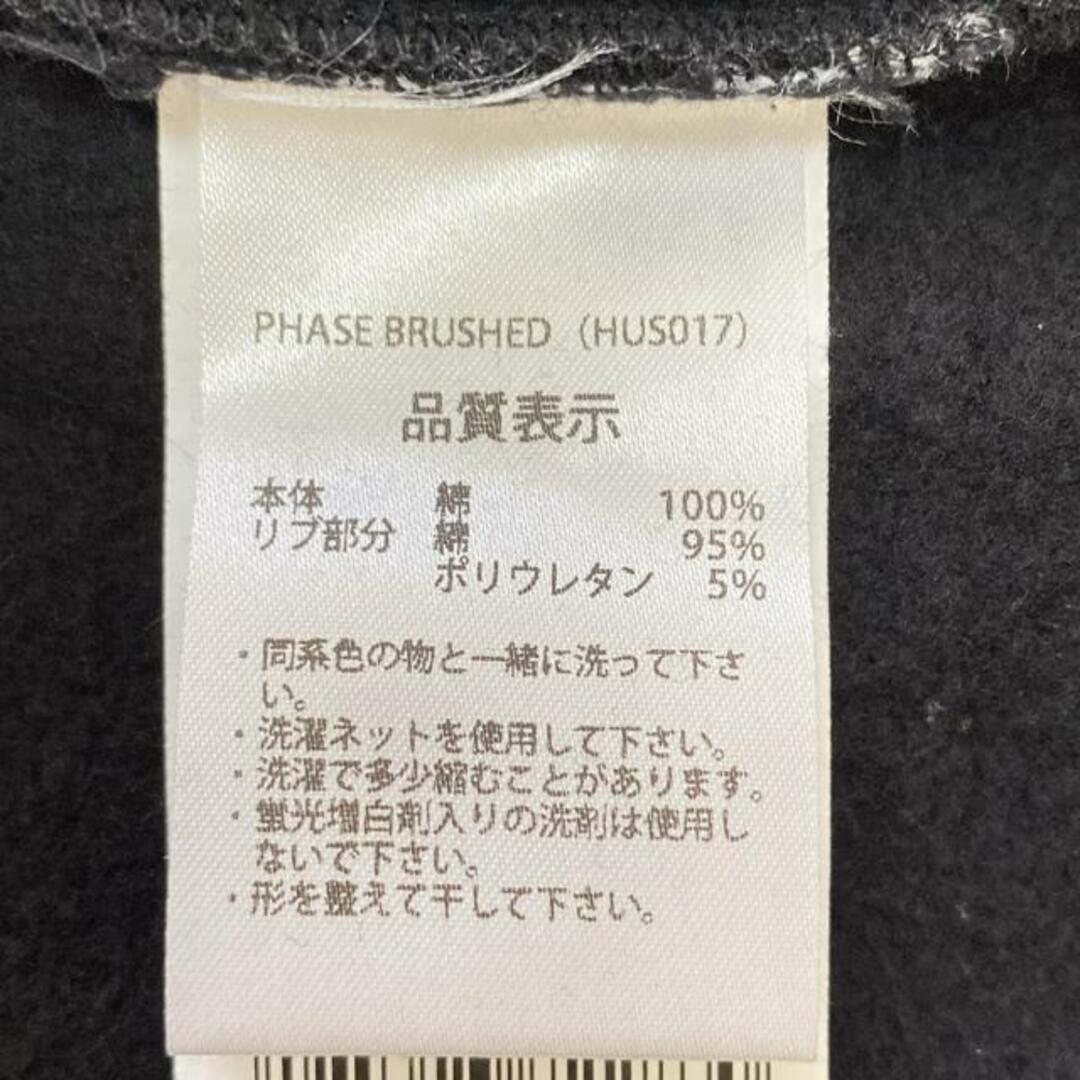 PHASE BRUSHED（HUS017）
品質表示
本体 綿 100%
リブ部分 綿 95%
ポリウレタン 5%
・同系色の物と一緒に洗って下さ
い。
・洗濯ネットを使用して下さい。
・洗濯で多少縮むことがあります。
・蛍光増白剤入りの洗剤は使用し
ないで下さい。
・形を整えて干して下さい。